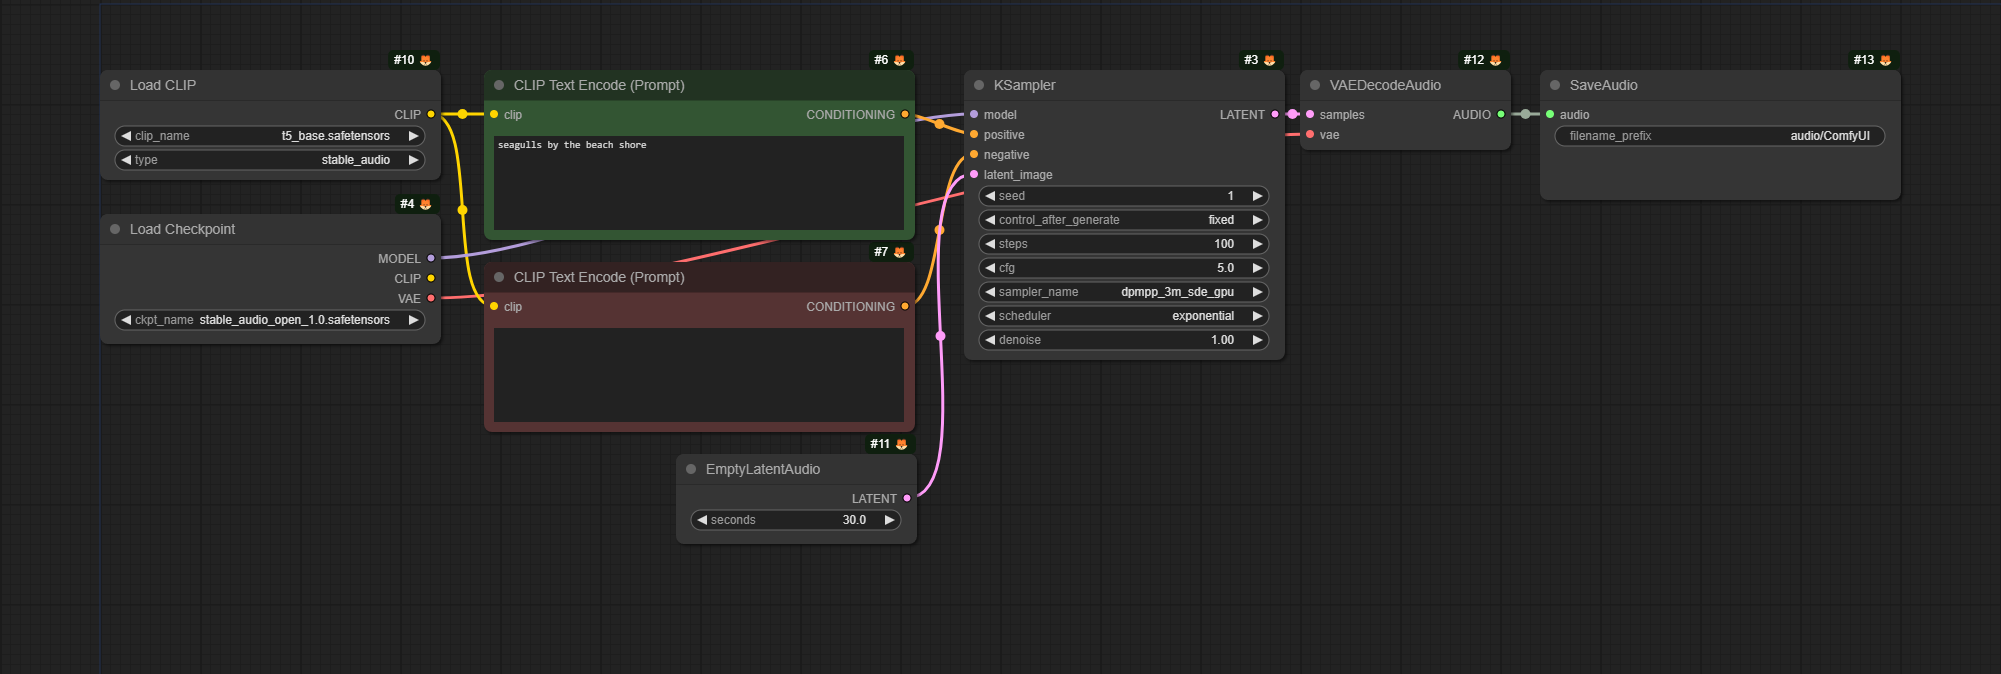 #10
Load CLIP
CLIP
clip_name t5_base.safetensors
type stable_audio
#4
Load Checkpoint
MODEL
CLIP
VAE
ckpt_name stable_audio_open_1.0.safetensors
#6
CLIP Text Encode (Prompt)
clip CONDITIONING
seagulls by the beach shore
#7
CLIP Text Encode (Prompt)
clip CONDITIONING
#11
EmptyLatentAudio
LATENT
seconds 30.0
#3
KSampler
model LATENT
positive
negative
latent_image
seed 1
control_after_generate fixed
steps 100
cfg 5.0
sampler_name dpmpp_3m_sde_gpu
scheduler exponential
denoise 1.00
#12
VAEDecodeAudio
samples AUDIO
vae
#13
SaveAudio
audio
filename_prefix audio/ComfyUI